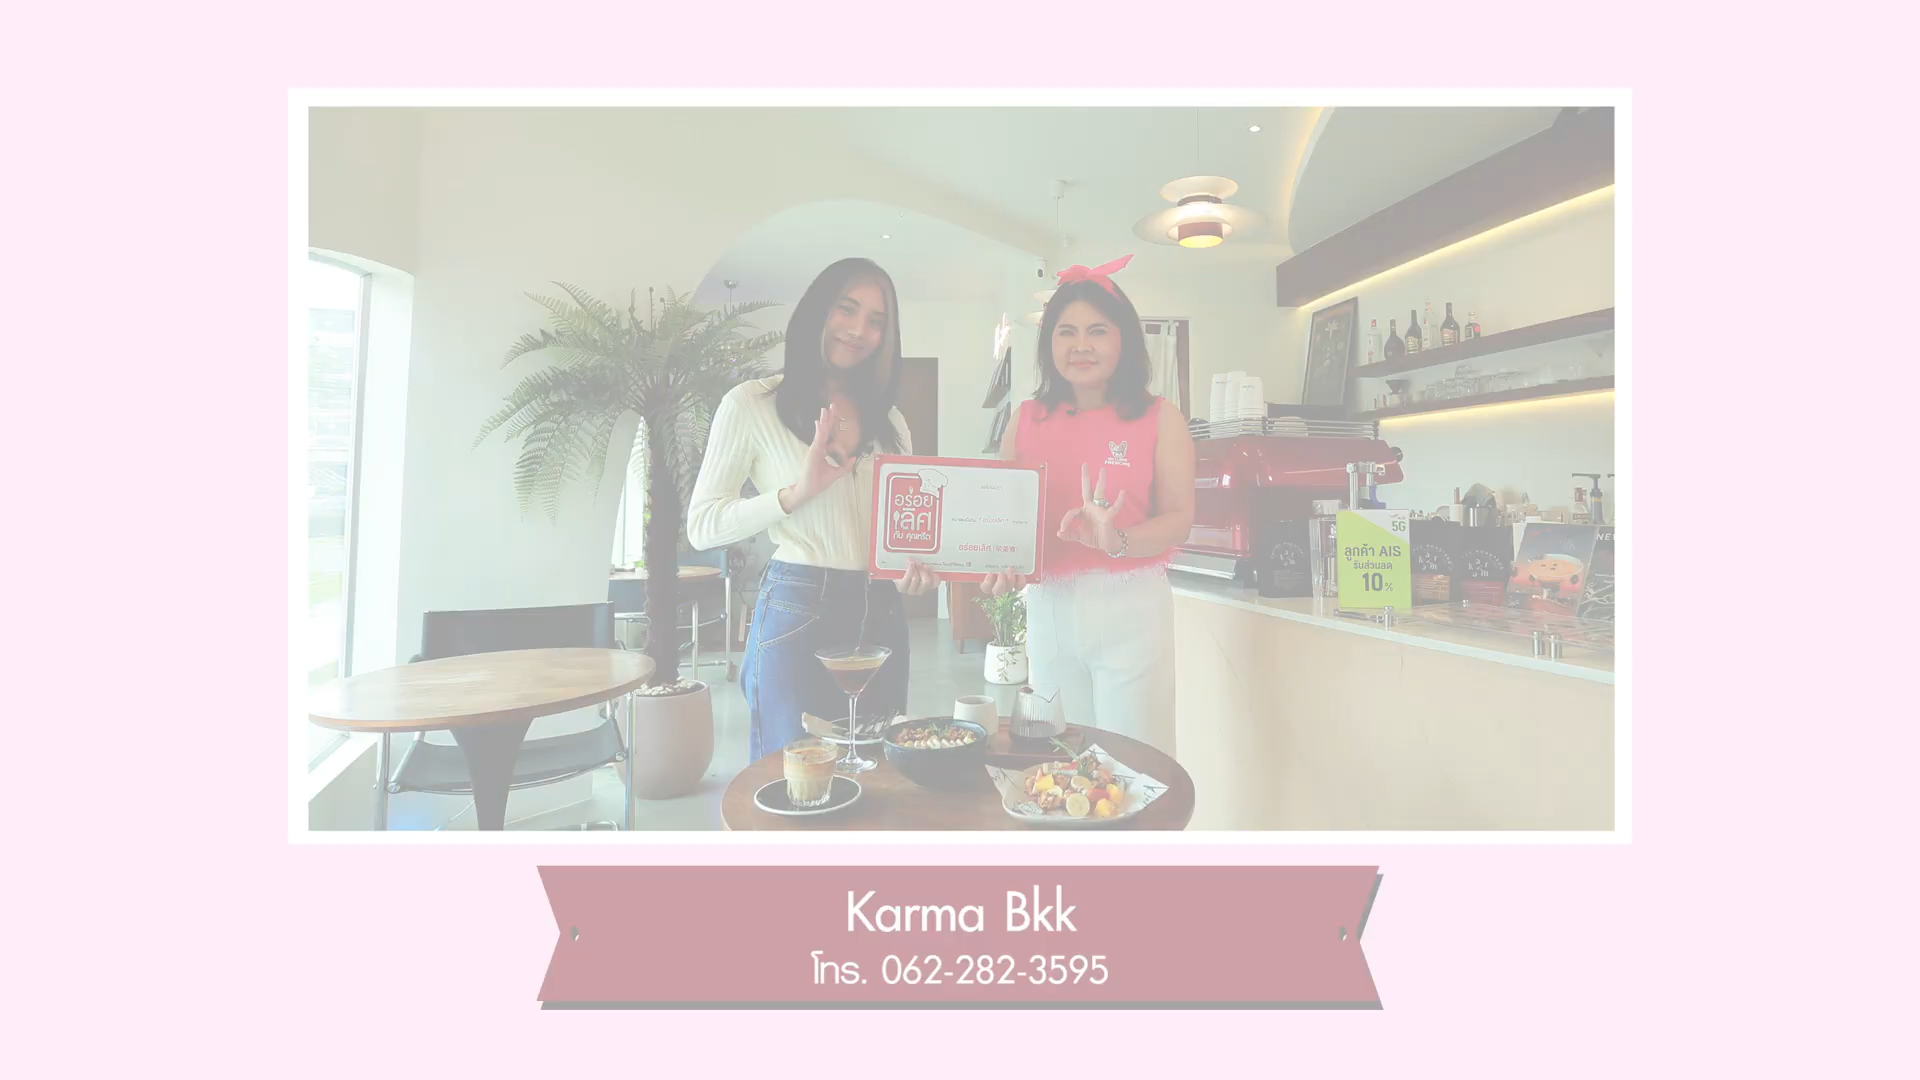 อร่อย
เลิศ
กับ คุณหรีด
5G
ลูกค้า AIS
รับส่วนลด
10%
NE
Karma Bkk
โทร. 062-282-3595